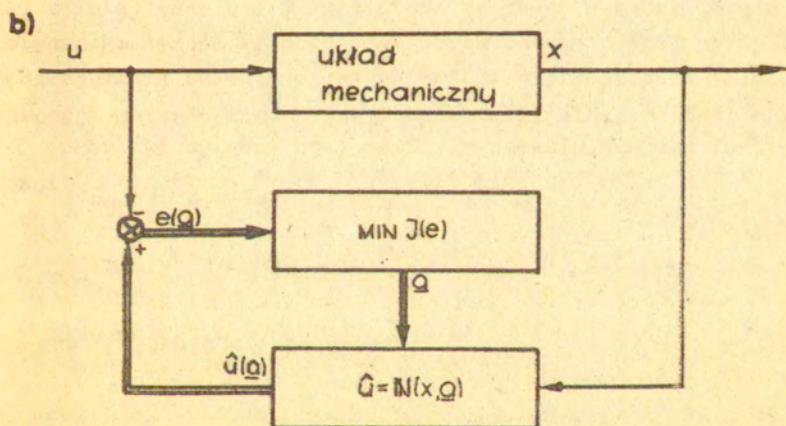 b)
u
układ
mechaniczny
x
-
e(a)
+
MIN J(e)
a
û(a)
û = N(x,a)